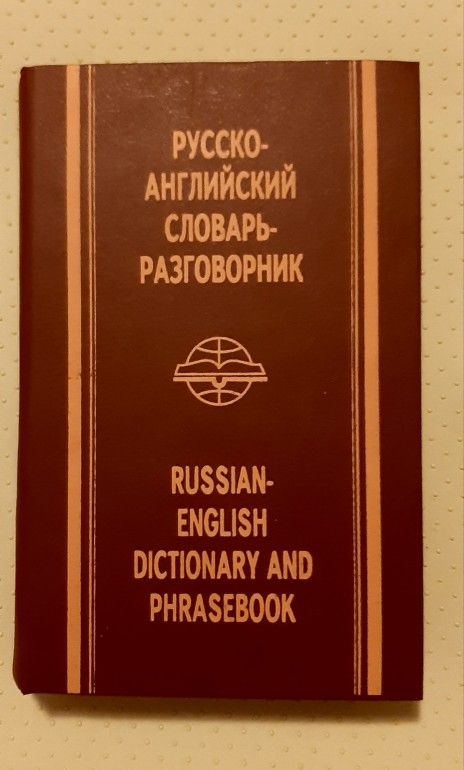 РУССКО-
АНГЛИЙСКИЙ
СЛОВАРЬ-
РАЗГОВОРНИК
RUSSIAN-
ENGLISH
DICTIONARY AND
PHRASEBOOK